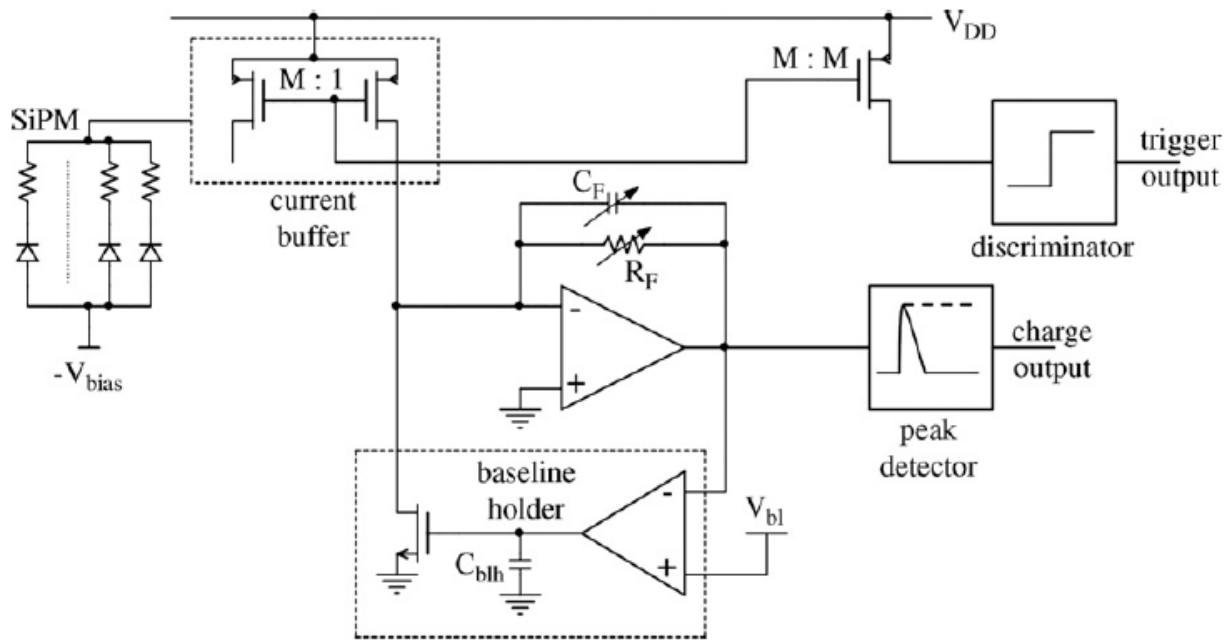 V_DD
M : M
M : 1
SiPM
trigger
output
current
buffer
C_F
discriminator
R_F
-
+
charge
output
-V_bias
peak
detector
baseline
holder
-
V_bl
C_blh
+